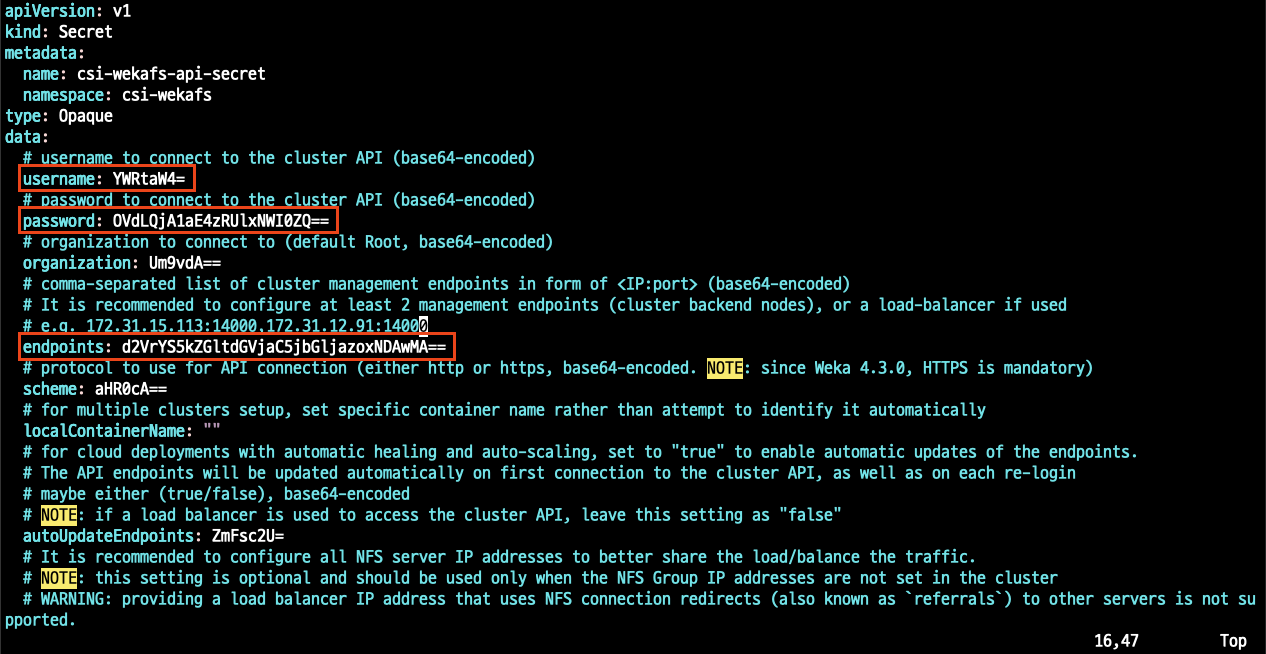 apiVersion: v1
kind: Secret
metadata:
  name: csi-wekafs-api-secret
  namespace: csi-wekafs
type: Opaque
data:
  # username to connect to the cluster API (base64-encoded)
  username: YWRtaW4=
  # password to connect to the cluster API (base64-encoded)
  password: OVdLQjA1aE4zRUlxNWI0ZQ==
  # organization to connect to (default Root, base64-encoded)
  organization: Um9vdA==
  # comma-separated list of cluster management endpoints in form of <IP:port> (base64-encoded)
  # It is recommended to configure at least 2 management endpoints (cluster backend nodes), or a load-balancer if used
  # e.g. 172.31.15.113:14000,172.31.12.91:14000
  endpoints: d2VrYS5kZGltdGVjaC5jbGljazoxNDAwMA==
  # protocol to use for API connection (either http or https, base64-encoded. NOTE: since Weka 4.3.0, HTTPS is mandatory)
  scheme: aHR0cA==
  # for multiple clusters setup, set specific container name rather than attempt to identify it automatically
  localContainerName: ""
  # for cloud deployments with automatic healing and auto-scaling, set to "true" to enable automatic updates of the endpoints.
  # The API endpoints will be updated automatically on first connection to the cluster API, as well as on each re-login
  # maybe either (true/false), base64-encoded
  # NOTE: if a load balancer is used to access the cluster API, leave this setting as "false"
  autoUpdateEndpoints: ZmFsc2U=
  # It is recommended to configure all NFS server IP addresses to better share the load/balance the traffic.
  # NOTE: this setting is optional and should be used only when the NFS Group IP addresses are not set in the cluster
  # WARNING: providing a load balancer IP address that uses NFS connection redirects (also known as `referrals`) to other servers is not su
pported.
16,47 Top